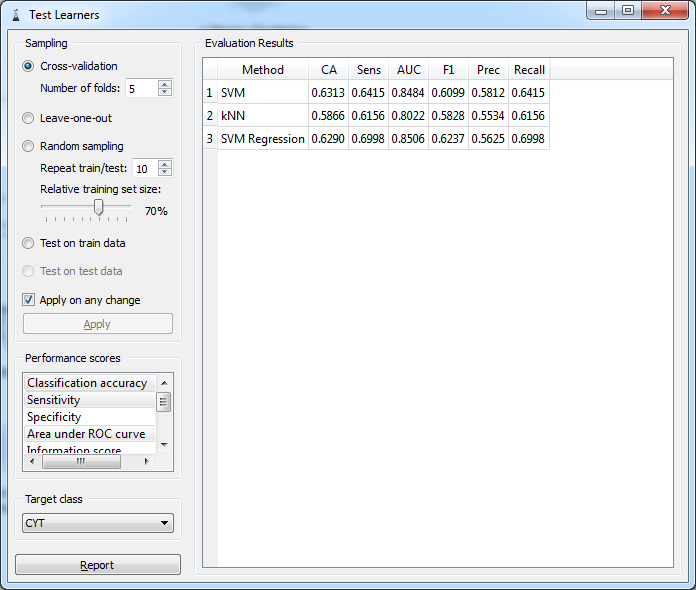 Test Learners
Sampling
Cross-validation
Number of folds: 5
Leave-one-out
Random sampling
Repeat train/test: 10
Relative training set size:
70%
Test on train data
Test on test data
Apply on any change
Apply
Performance scores
Classification accuracy
Sensitivity
Specificity
Area under ROC curve
Information score
Target class
CYT
Report
Evaluation Results
Method CA Sens AUC F1 Prec Recall
1 SVM 0.6313 0.6415 0.8484 0.6099 0.5812 0.6415
2 kNN 0.5866 0.6156 0.8022 0.5828 0.5534 0.6156
3 SVM Regression 0.6290 0.6998 0.8506 0.6237 0.5625 0.6998